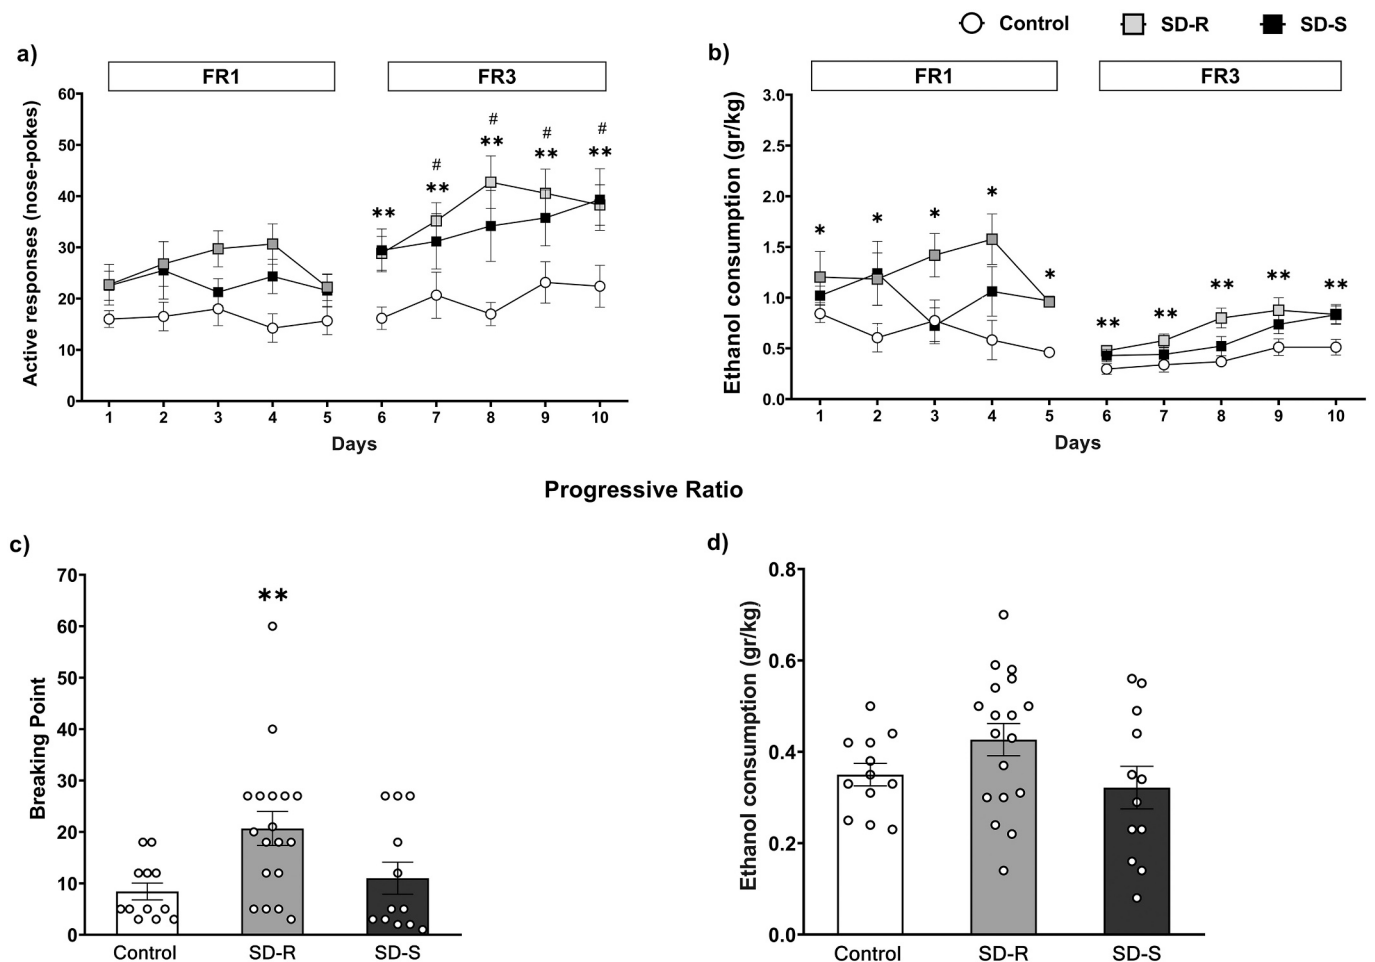 Control SD-R SD-S
a)
FR1 FR3
Active responses (nose-pokes)
60
50
40
30
20
10
0
# # # #
** ** ** ** **
1 2 3 4 5 6 7 8 9 10
Days
b)
FR1 FR3
Ethanol consumption (gr/kg)
3.0
2.5
2.0
1.5
1.0
0.5
0.0
* * * * *
** ** ** ** **
1 2 3 4 5 6 7 8 9 10
Days
Progressive Ratio
c)
Breaking Point
70
60
50
40
30
20
10
0
**
Control SD-R SD-S
d)
Ethanol consumption (gr/kg)
0.8
0.6
0.4
0.2
0.0
Control SD-R SD-S